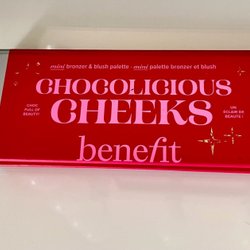 mini bronzer & blush palette • mini palette bronzer et blush
CHOCOLICIOUS
CHOC FULL OF BEAUTY!
CHEEKS
UN ÉCLAIR DE BEAUTÉ !
benefit